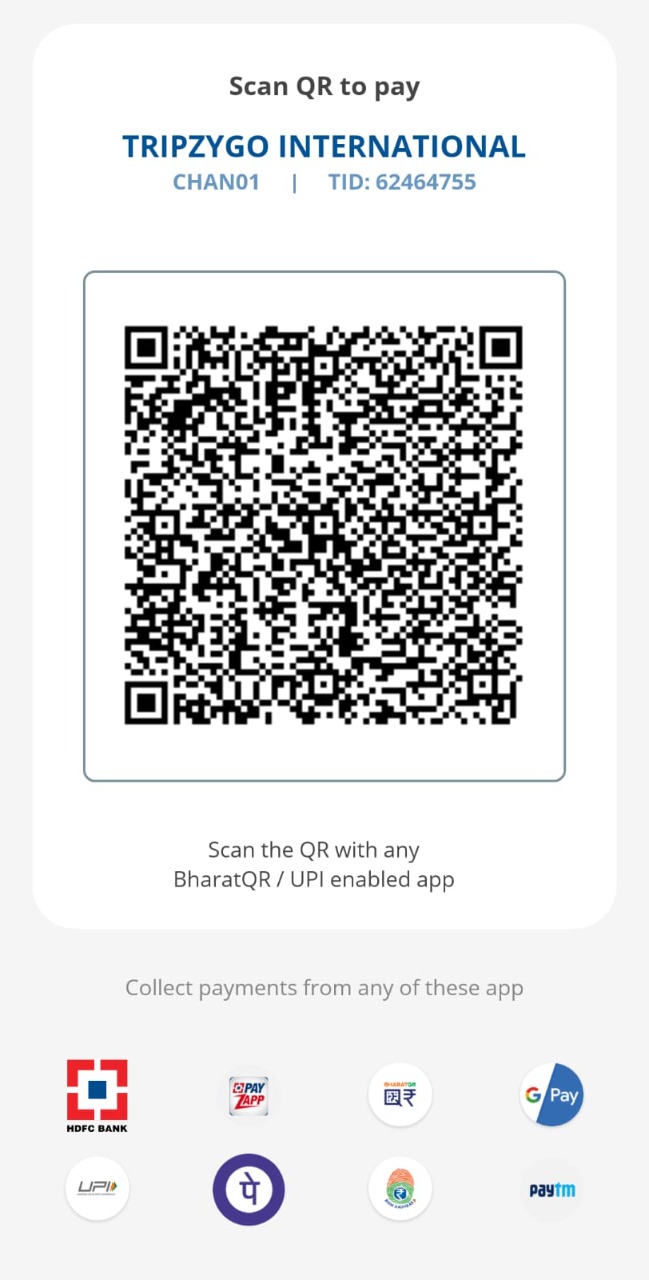 Scan QR to pay
TRIPZYGO INTERNATIONAL
CHAN01 | TID: 62464755
Scan the QR with any
BharatQR / UPI enabled app
Collect payments from any of these app
HDFC BANK
PAY ZAPP
BHARATQR
G Pay
UPI
पे
paytm